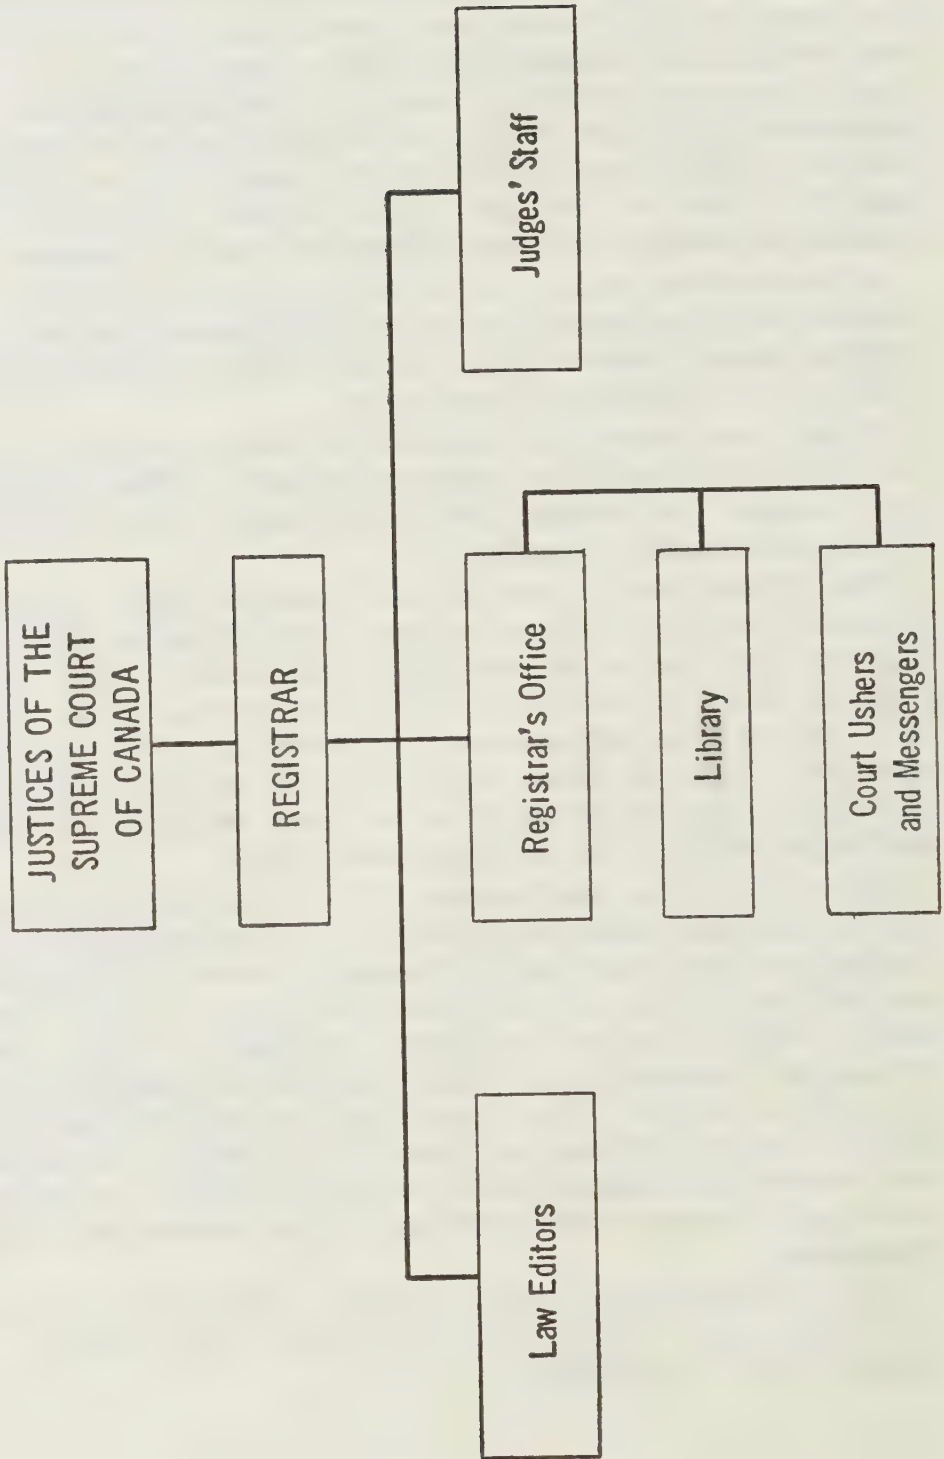 JUSTICES OF THE
SUPREME COURT
OF CANADA
REGISTRAR
Law Editors
Registrar's Office
Judges' Staff
Library
Court Ushers
and Messengers